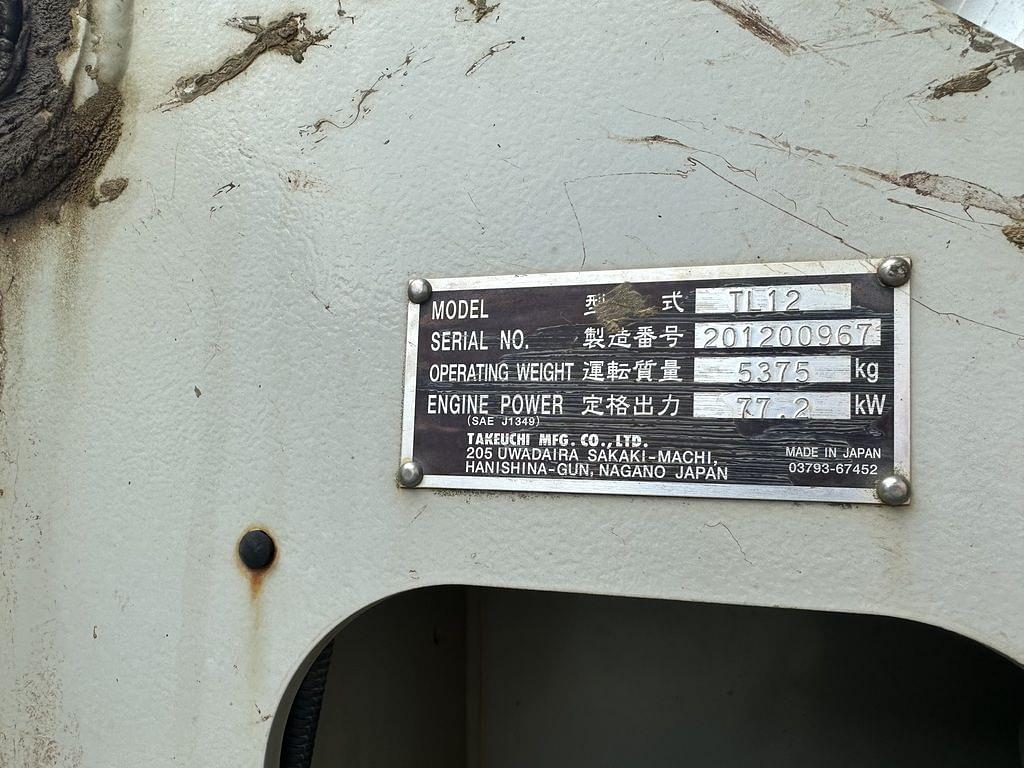 MODEL 型式 TL12
SERIAL NO. 製造番号 201200967
OPERATING WEIGHT 運転質量 5375 kg
ENGINE POWER 定格出力 77.2 kW
(SAE J1349)
TAKEUCHI MFG. CO., LTD.
205 UWADAIRA SAKAKI-MACHI,
HANISHINA-GUN, NAGANO JAPAN
MADE IN JAPAN
03793-67452